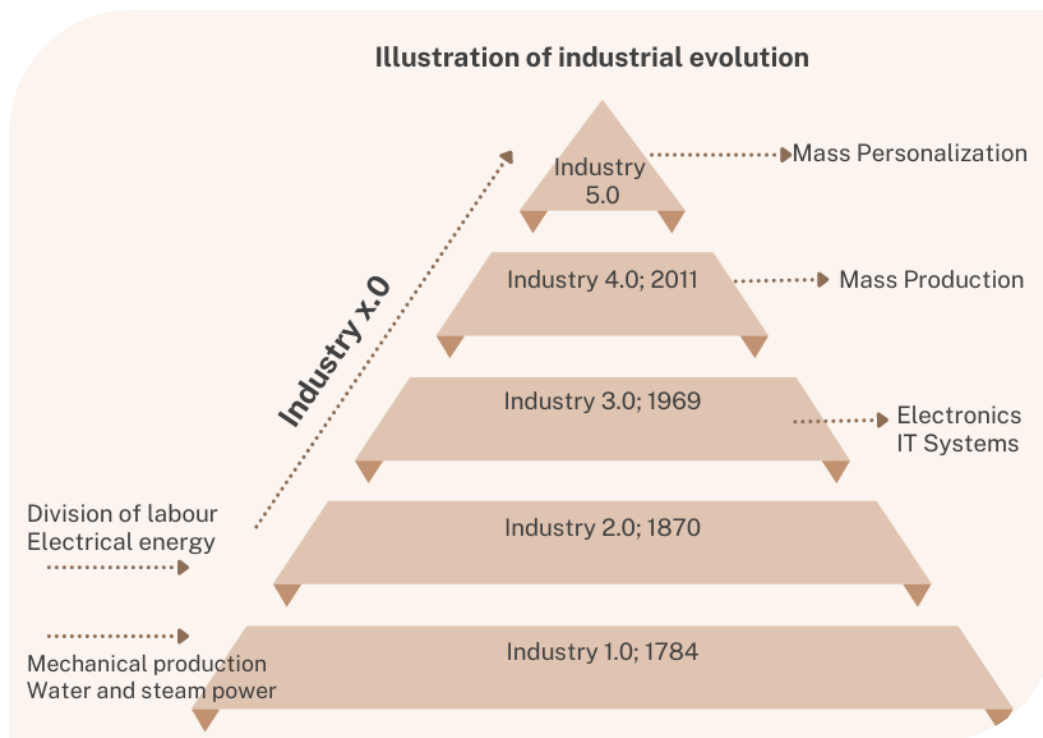 Illustration of industrial evolution
Industry
5.0
Mass Personalization
Industry x.0
Industry 4.0; 2011
Mass Production
Industry 3.0; 1969
Electronics
IT Systems
Division of labour
Electrical energy
Industry 2.0; 1870
Mechanical production
Water and steam power
Industry 1.0; 1784